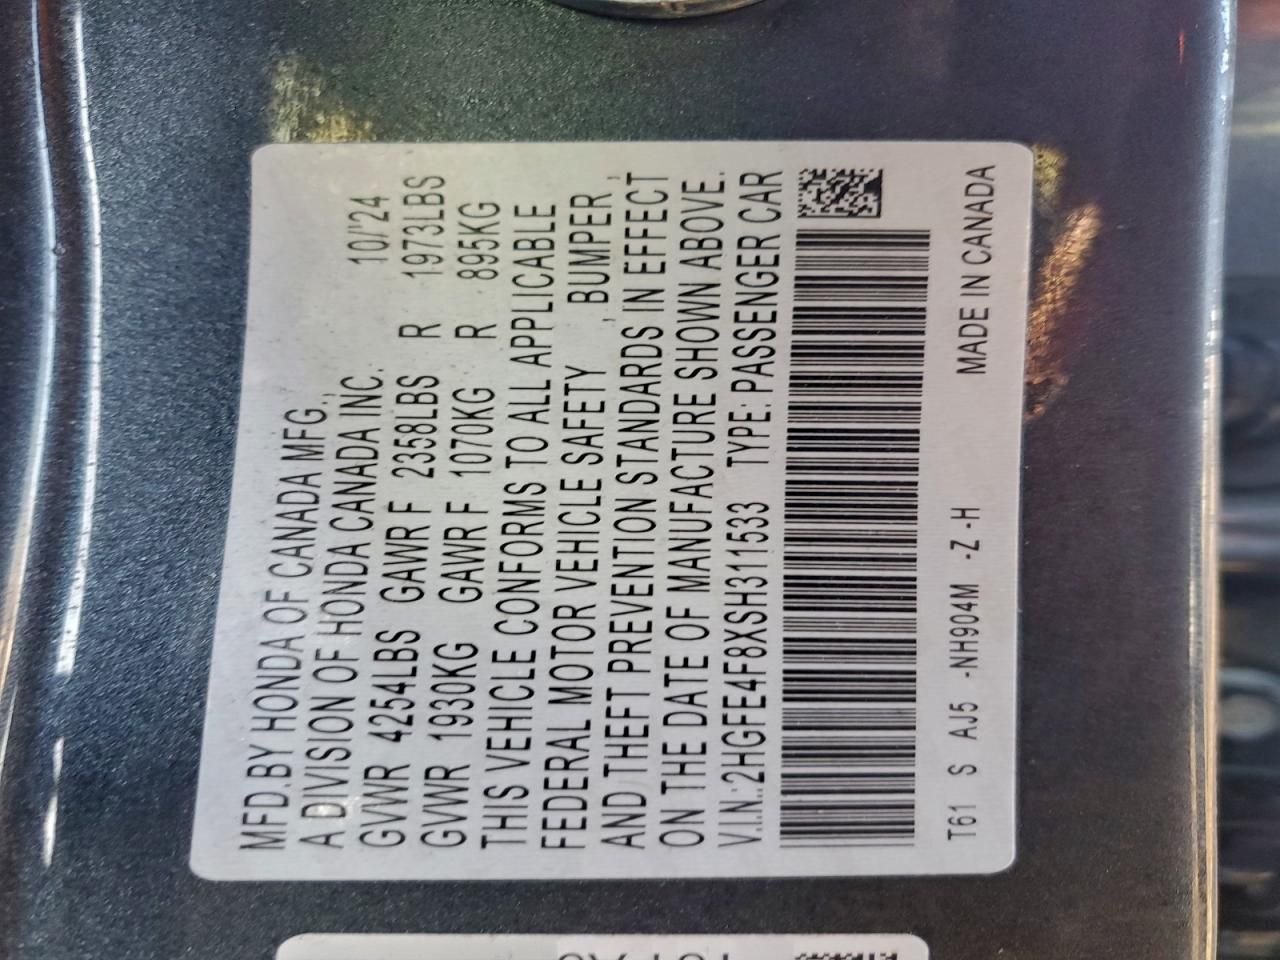 MFD.BY HONDA OF CANADA MFG.,
A DIVISION OF HONDA CANADA INC. 10/'24
GVWR 4254LBS GAWR F 2358LBS R 1973LBS
GVWR 1930KG GAWR F 1070KG R 895KG
THIS VEHICLE CONFORMS TO ALL APPLICABLE
FEDERAL MOTOR VEHICLE SAFETY , BUMPER ,
AND THEFT PREVENTION STANDARDS IN EFFECT
ON THE DATE OF MANUFACTURE SHOWN ABOVE.
V.I.N.:2HGFE4F8XSH311533 TYPE: PASSENGER CAR
T61 S AJ5 -NH904M -Z -H MADE IN CANADA